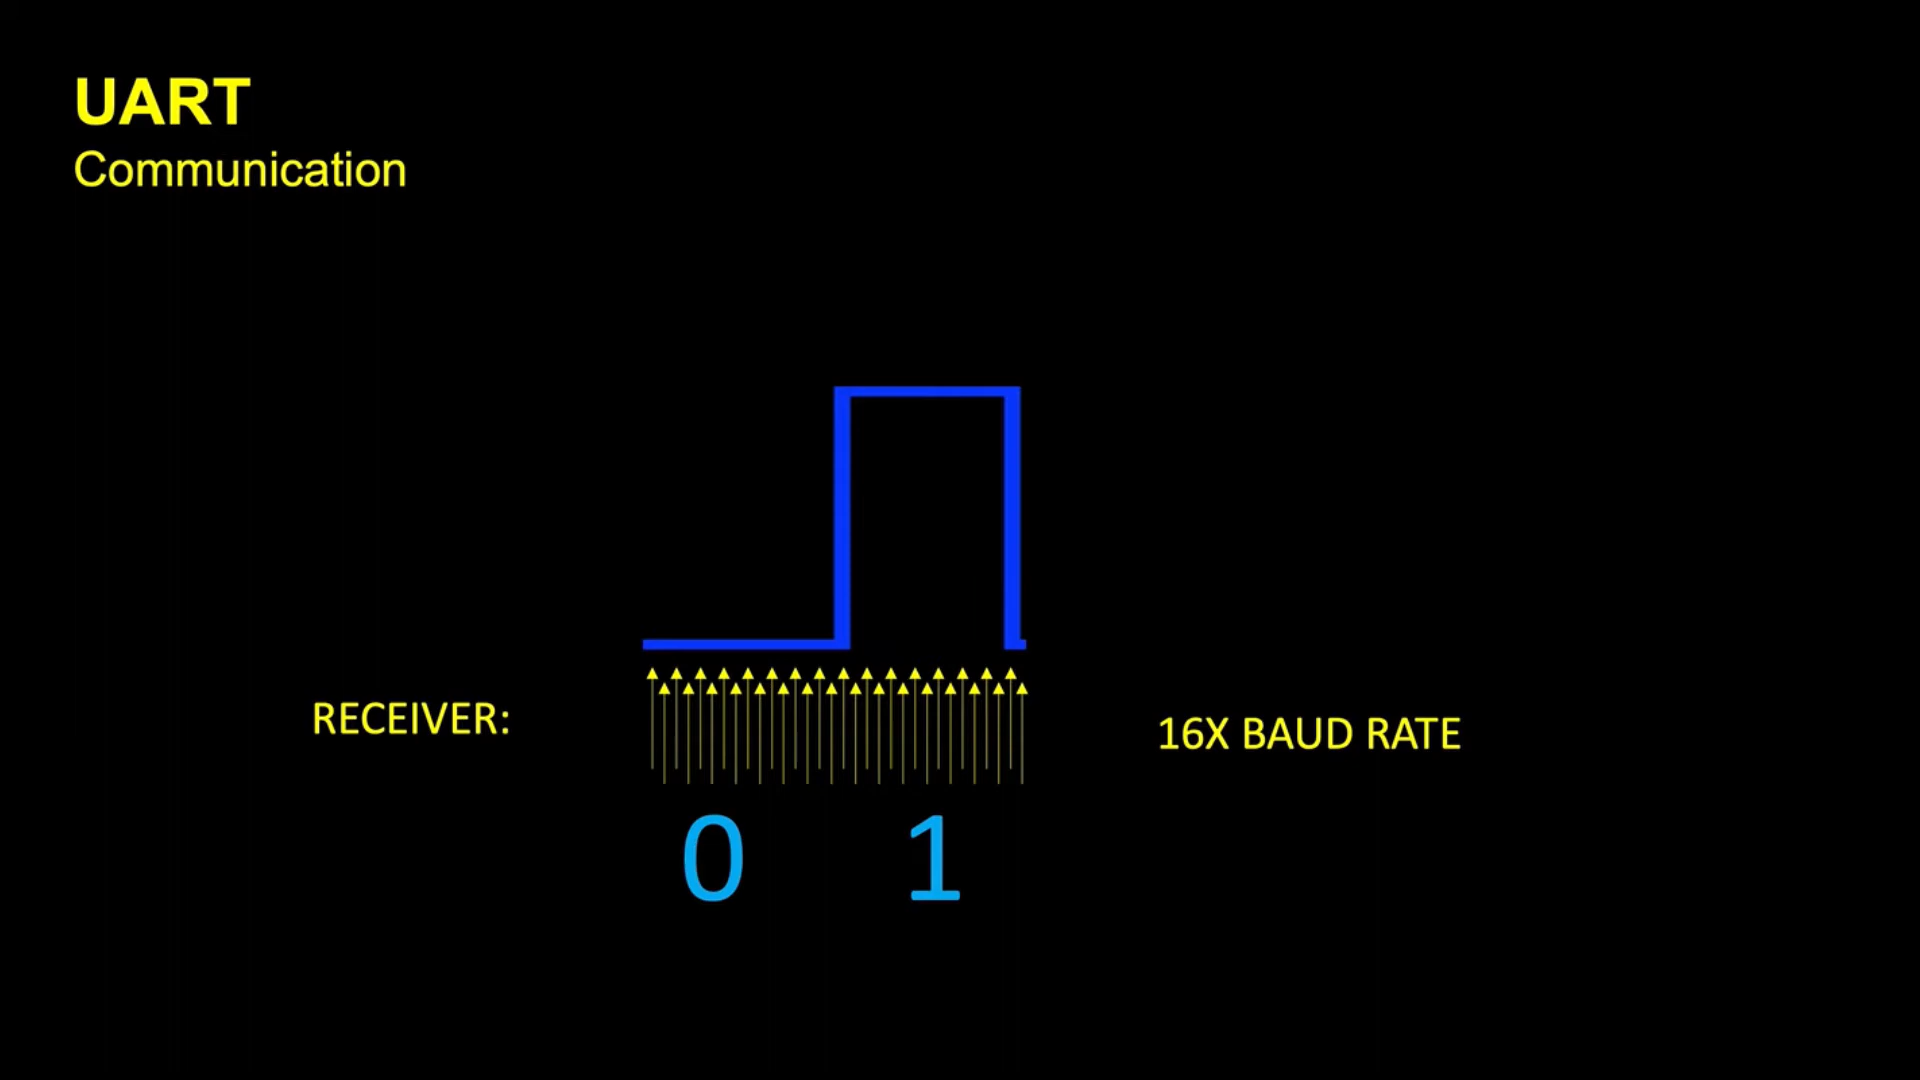 UART
Communication
RECEIVER:
16X BAUD RATE
0 1